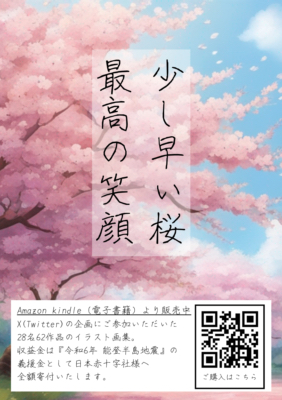 少し早い桜
最高の笑顔
Amazon kindle (電子書籍) より販売中
X(Twitter)の企画にご参加いただいた
28名62作品のイラスト画集。
収益金は『令和6年 能登半島地震』の
義援金として日本赤十字社様へ
全額寄付いたします。
ご購入はこちら